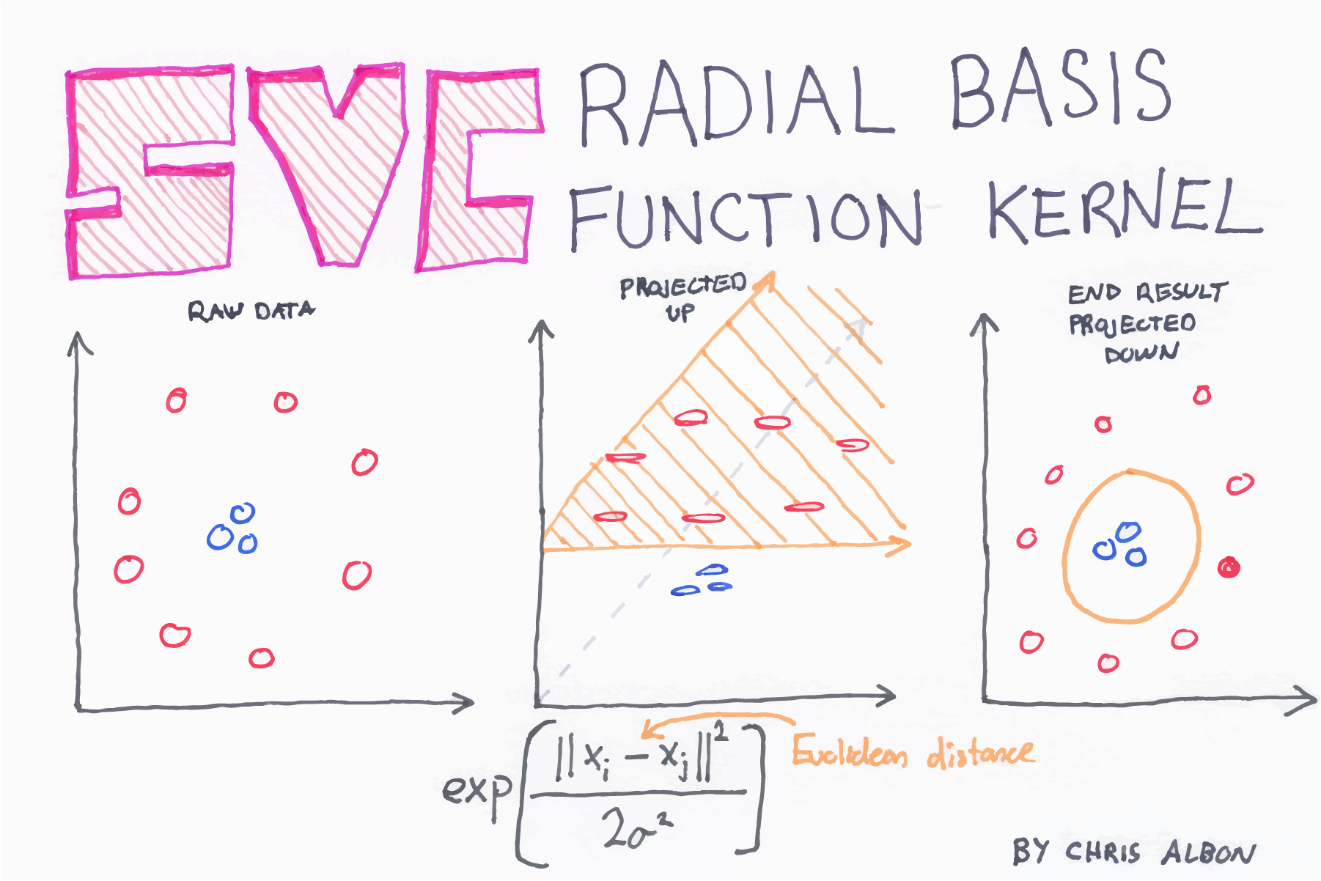 SVC RADIAL BASIS
FUNCTION KERNEL
RAW DATA
PROJECTED
UP
END RESULT
PROJECTED
DOWN
exp(||xᵢ − xⱼ||² / 2σ²)
Euclidean distance
BY CHRIS ALBON